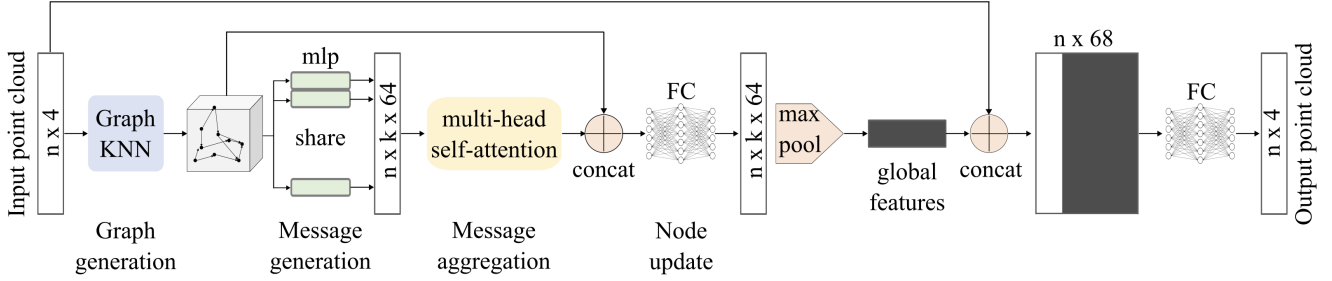 Input point cloud
n x 4
Graph
KNN
Graph
generation
mlp
share
Message
generation
n x k x 64
multi-head
self-attention
Message
aggregation
concat
FC
Node
update
n x k x 64
max
pool
global
features
concat
n x 68
FC
n x 4
Output point cloud